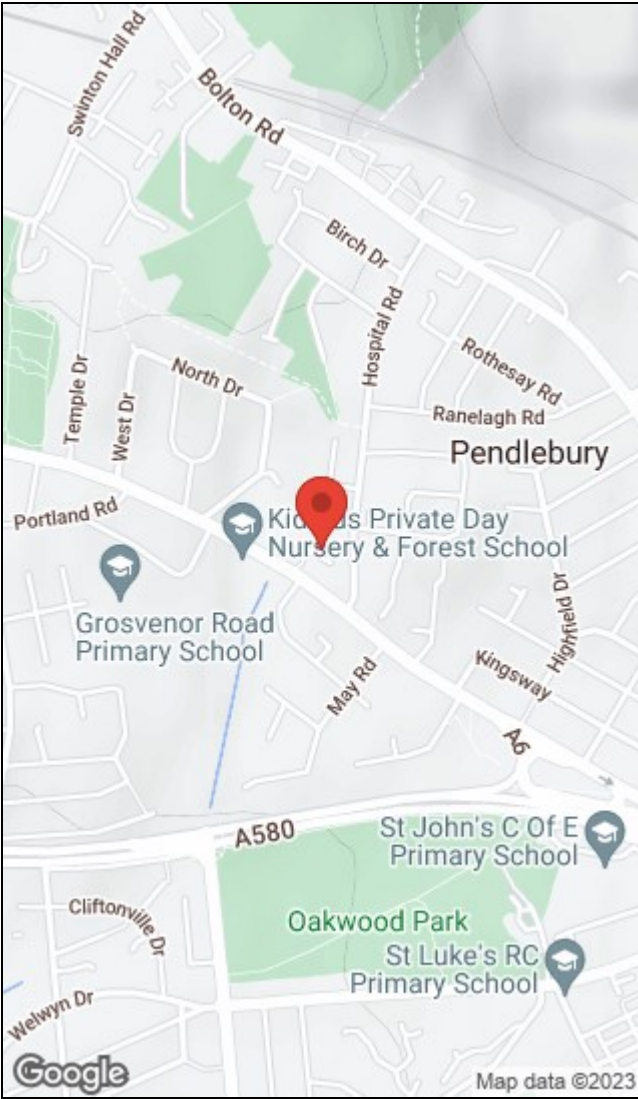 Swinton Hall Rd
Bolton Rd
Birch Dr
Hospital Rd
Rothesay Rd
North Dr
Temple Dr
West Dr
Ranelagh Rd
Pendlebury
Portland Rd
Private Day
Nursery & Forest School
Grosvenor Road
Primary School
Highfield Dr
Kingsway
May Rd
A6
A580
St John's C Of E
Primary School
Cliftonville Dr
Oakwood Park
St Luke's RC
Primary School
Welwyn Dr
Google
Map data ©2023